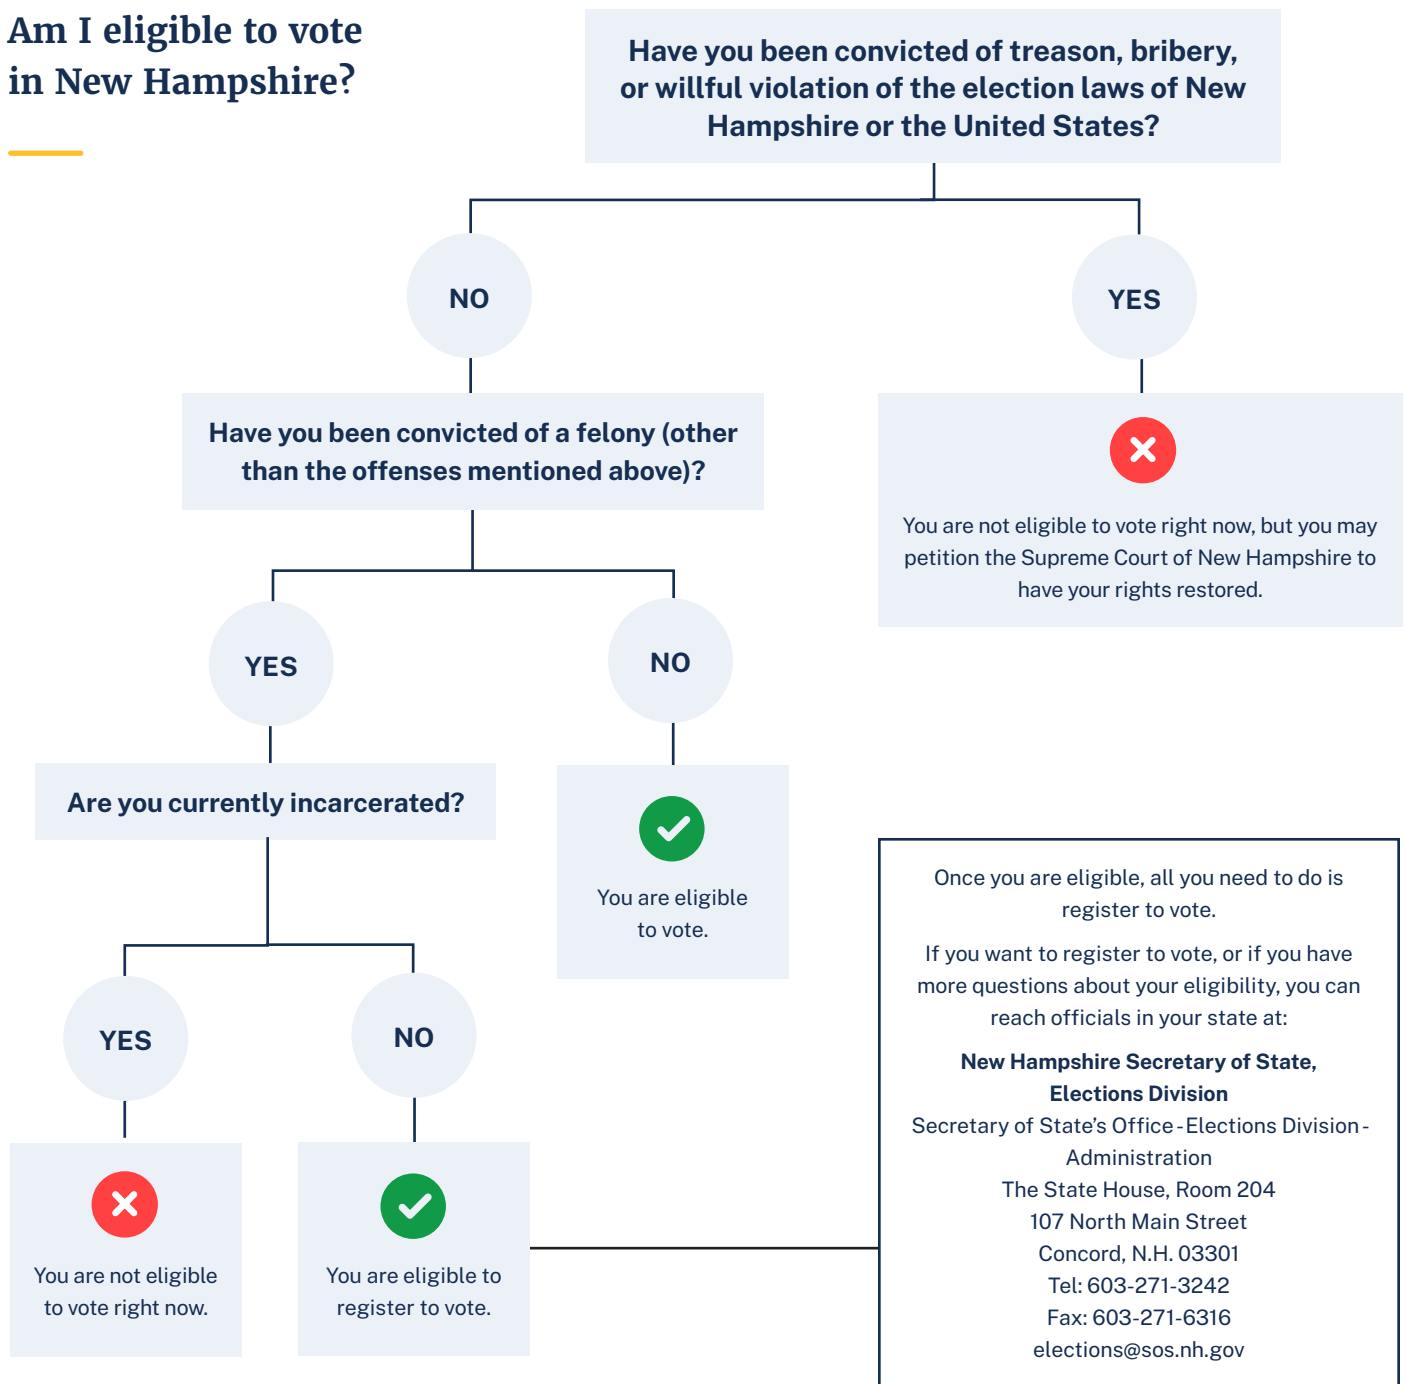 Am I eligible to vote
in New Hampshire?
Have you been convicted of treason, bribery,
or willful violation of the election laws of New
Hampshire or the United States?
NO
YES
Have you been convicted of a felony (other
than the offenses mentioned above)?
You are not eligible to vote right now, but you may
petition the Supreme Court of New Hampshire to
have your rights restored.
YES
NO
Are you currently incarcerated?
You are eligible
to vote.
YES
NO
You are not eligible
to vote right now.
You are eligible to
register to vote.
Once you are eligible, all you need to do is
register to vote.
If you want to register to vote, or if you have
more questions about your eligibility, you can
reach officials in your state at:
New Hampshire Secretary of State,
Elections Division
Secretary of State’s Office - Elections Division -
Administration
The State House, Room 204
107 North Main Street
Concord, N.H. 03301
Tel: 603-271-3242
Fax: 603-271-6316
elections@sos.nh.gov